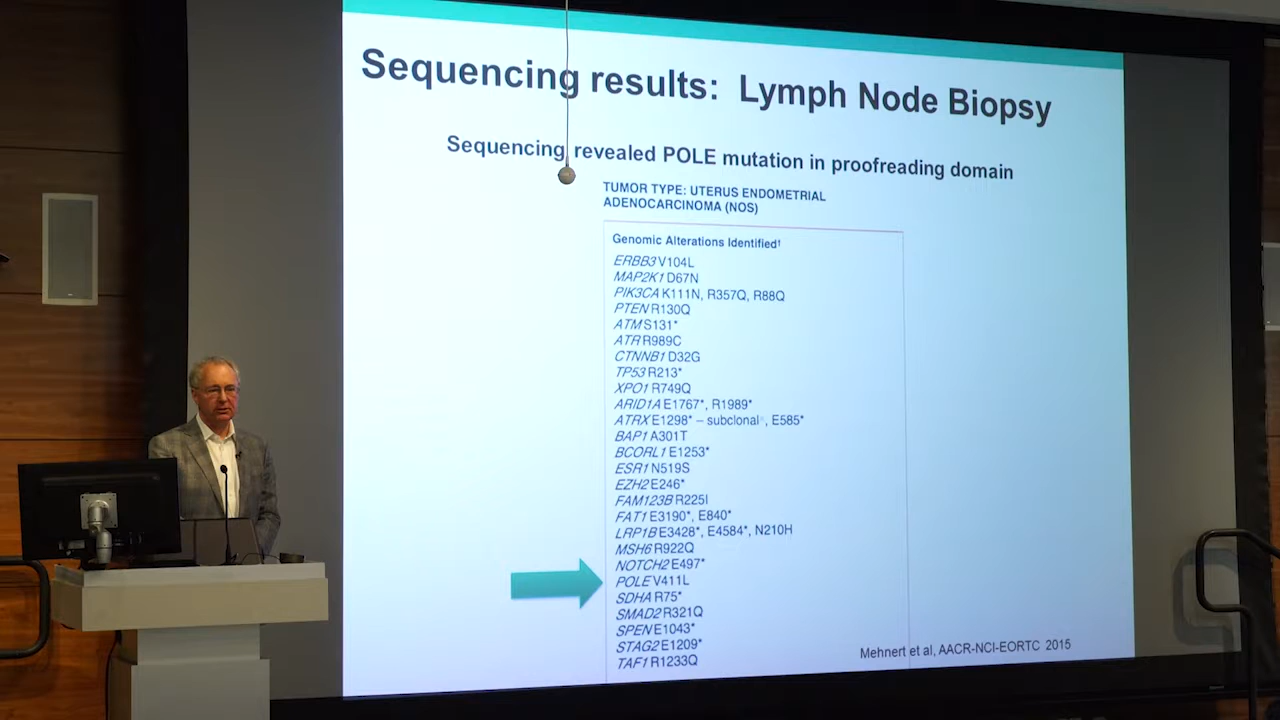 Sequencing results: Lymph Node Biopsy
Sequencing revealed POLE mutation in proofreading domain
TUMOR TYPE: UTERUS ENDOMETRIAL
ADENOCARCINOMA (NOS)
Genomic Alterations Identified†
ERBB3 V104L
MAP2K1 D67N
PIK3CA K111N, R357Q, R88Q
PTEN R130Q
ATM S131*
ATR R989C
CTNNB1 D32G
TP53 R213*
XPO1 R749Q
ARID1A E1767*, R1989*
ATRX E1298* – subclonal, E585*
BAP1 A301T
BCORL1 E1253*
ESR1 N519S
EZH2 E246*
FAM123B R225I
FAT1 E3190*, E840*
LRP1B E3428*, E4584*, N210H
MSH6 R922Q
NOTCH2 E497*
POLE V411L
SDHA R75*
SMAD2 R321Q
SPEN E1043*
STAG2 E1209*
TAF1 R1233Q
Mehnert et al, AACR-NCI-EORTC 2015